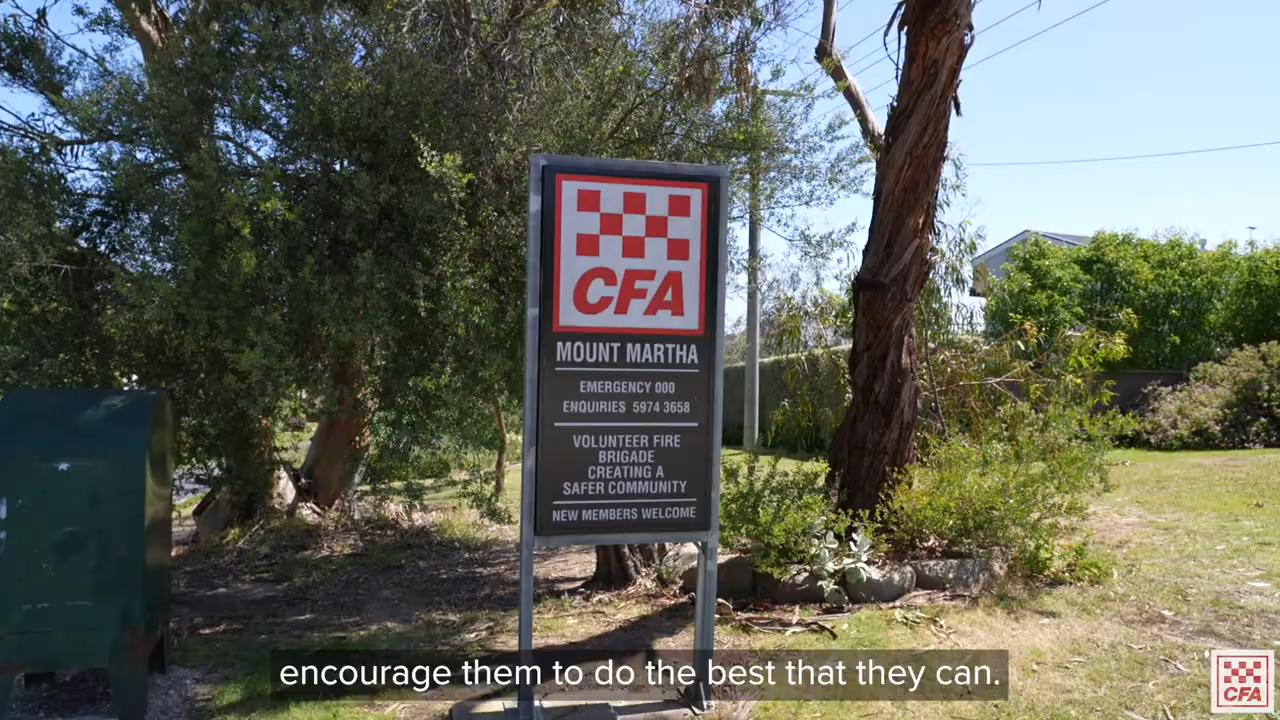 CFA
MOUNT MARTHA
EMERGENCY 000
ENQUIRIES 5974 3658
VOLUNTEER FIRE
BRIGADE
CREATING A
SAFER COMMUNITY
NEW MEMBERS WELCOME
encourage them to do the best that they can.
CFA